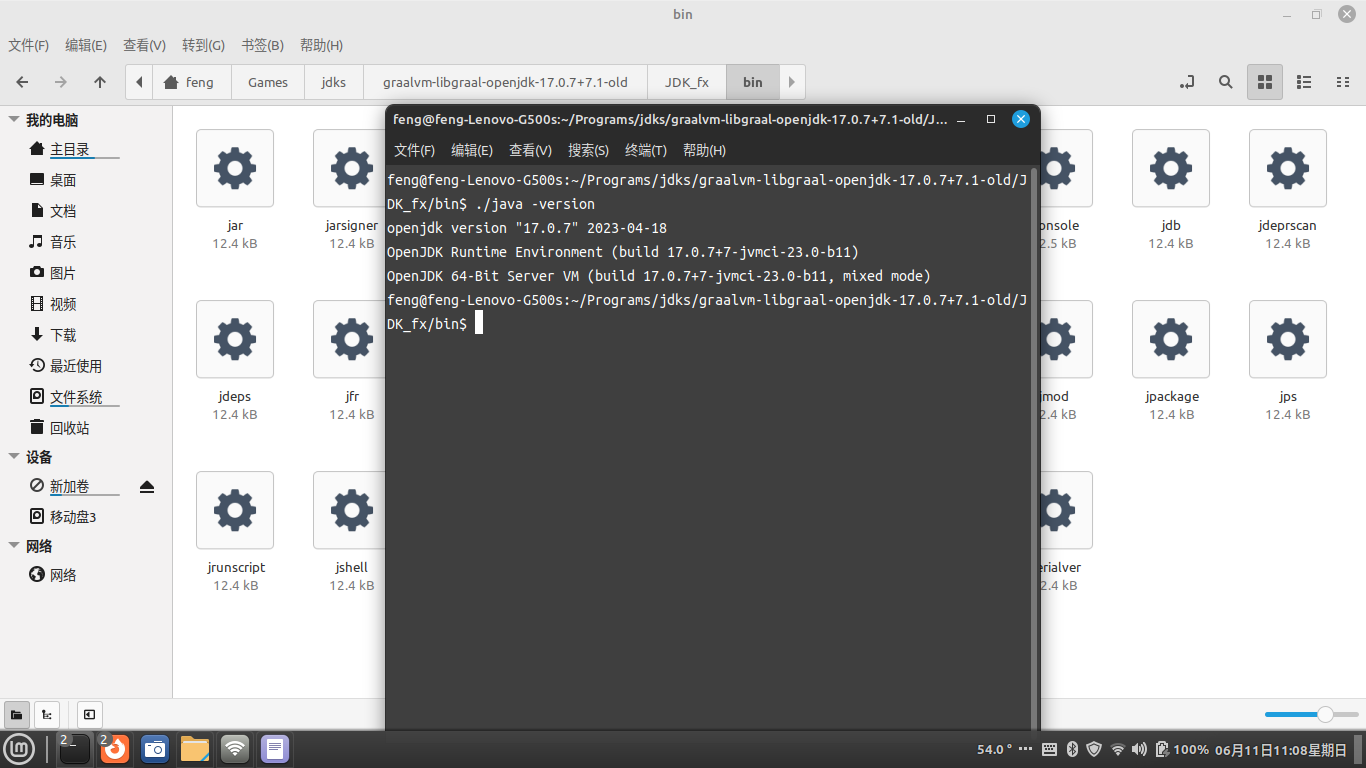 bin
文件(F) 编辑(E) 查看(V) 转到(G) 书签(B) 帮助(H)
feng Games jdks graalvm-libgraal-openjdk-17.0.7+7.1-old JDK_fx bin
我的电脑
主目录
桌面
文档
音乐
图片
视频
下载
最近使用
文件系统
回收站
设备
新加卷
移动盘3
网络
网络
jar
12.4 kB
jarsigner
12.4 kB
onsole
2.5 kB
jdb
12.4 kB
jdeprscan
12.4 kB
jdeps
12.4 kB
jfr
12.4 kB
jmod
2.4 kB
jpackage
12.4 kB
jps
12.4 kB
jrunscript
12.4 kB
jshell
12.4 kB
erialver
2.4 kB
feng@feng-Lenovo-G500s:~/Programs/jdks/graalvm-libgraal-openjdk-17.0.7+7.1-old/J...
文件(F) 编辑(E) 查看(V) 搜索(S) 终端(T) 帮助(H)
feng@feng-Lenovo-G500s:~/Programs/jdks/graalvm-libgraal-openjdk-17.0.7+7.1-old/J
DK_fx/bin$ ./java -version
openjdk version "17.0.7" 2023-04-18
OpenJDK Runtime Environment (build 17.0.7+7-jvmci-23.0-b11)
OpenJDK 64-Bit Server VM (build 17.0.7+7-jvmci-23.0-b11, mixed mode)
feng@feng-Lenovo-G500s:~/Programs/jdks/graalvm-libgraal-openjdk-17.0.7+7.1-old/J
DK_fx/bin$
2 2 54.0 ° 100% 06月11日11:08星期日